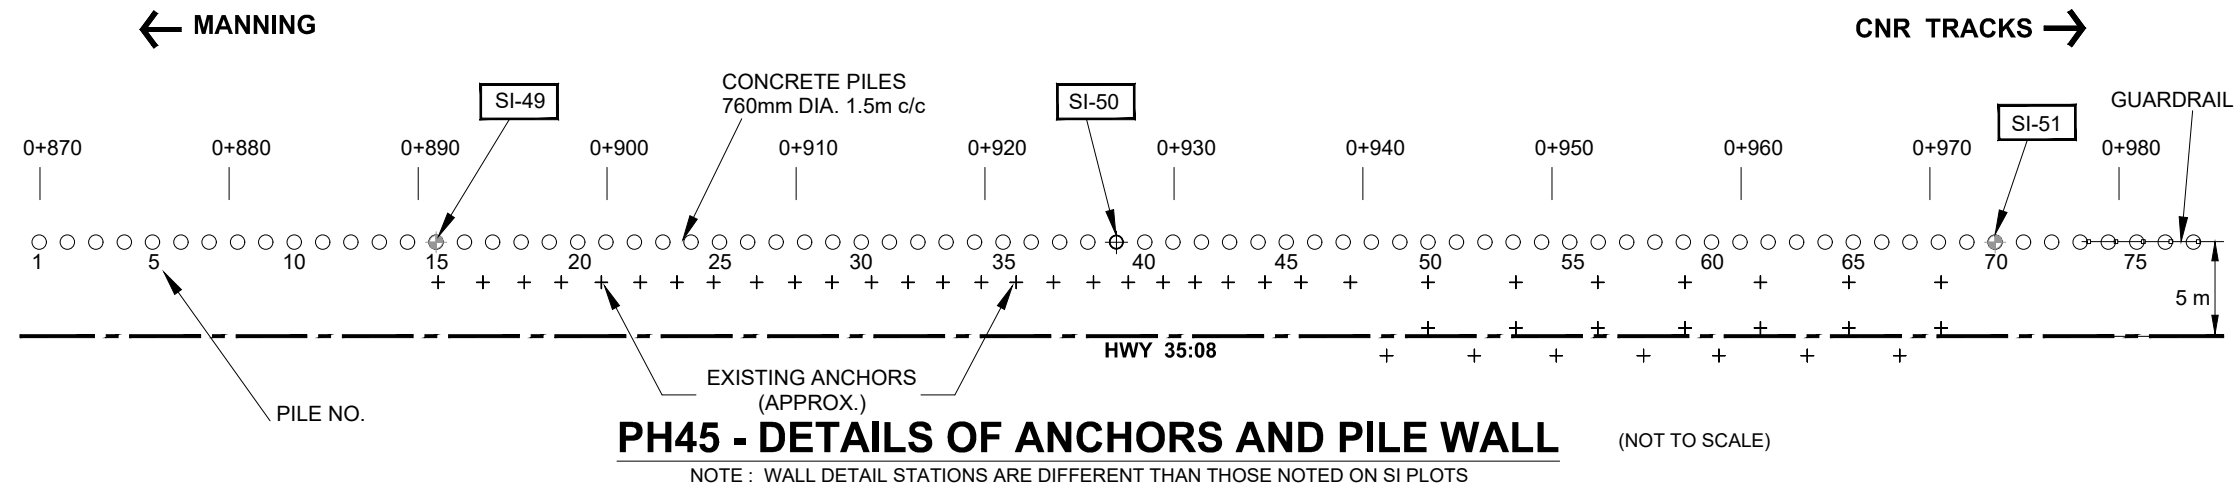 ← MANNING
CNR TRACKS →
SI-49
CONCRETE PILES
760mm DIA. 1.5m c/c
SI-50
SI-51
GUARDRAIL
0+870 0+880 0+890 0+900 0+910 0+920 0+930 0+940 0+950 0+960 0+970 0+980
1 5 10 15 20 25 30 35 40 45 50 55 60 65 70 75
5 m
HWY 35:08
EXISTING ANCHORS
(APPROX.)
PILE NO.
PH45 - DETAILS OF ANCHORS AND PILE WALL
(NOT TO SCALE)
NOTE : WALL DETAIL STATIONS ARE DIFFERENT THAN THOSE NOTED ON SI PLOTS